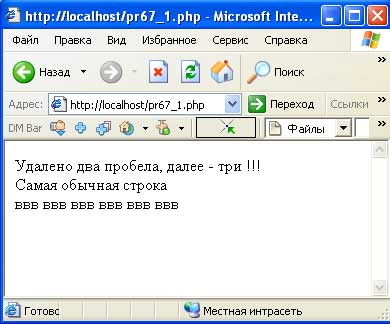 http://localhost/pr67_1.php - Microsoft Inte...
Файл Правка Вид Избранное Сервис Справка
Назад Поиск
Адрес: http://localhost/pr67_1.php Переход Ссылки
DM Bar Файлы
Удалено два пробела, далее - три !!!
Самая обычная строка
ввв ввв ввв ввв ввв ввв
Готово Местная интрасеть